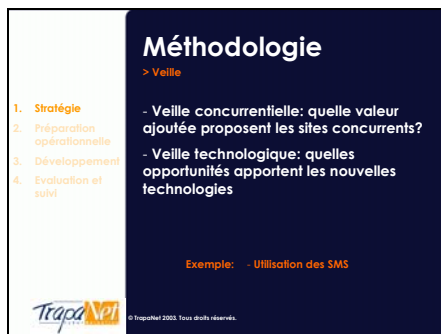 Méthodologie
> Veille
1. Stratégie
2. Préparation
opérationnelle
3. Développement
4. Evaluation et
suivi
- Veille concurrentielle: quelle valeur
ajoutée proposent les sites concurrents?
- Veille technologique: quelles
opportunités apportent les nouvelles
technologies
Exemple: - Utilisation des SMS
TrapaNet
© TrapaNet 2003. Tous droits réservés.